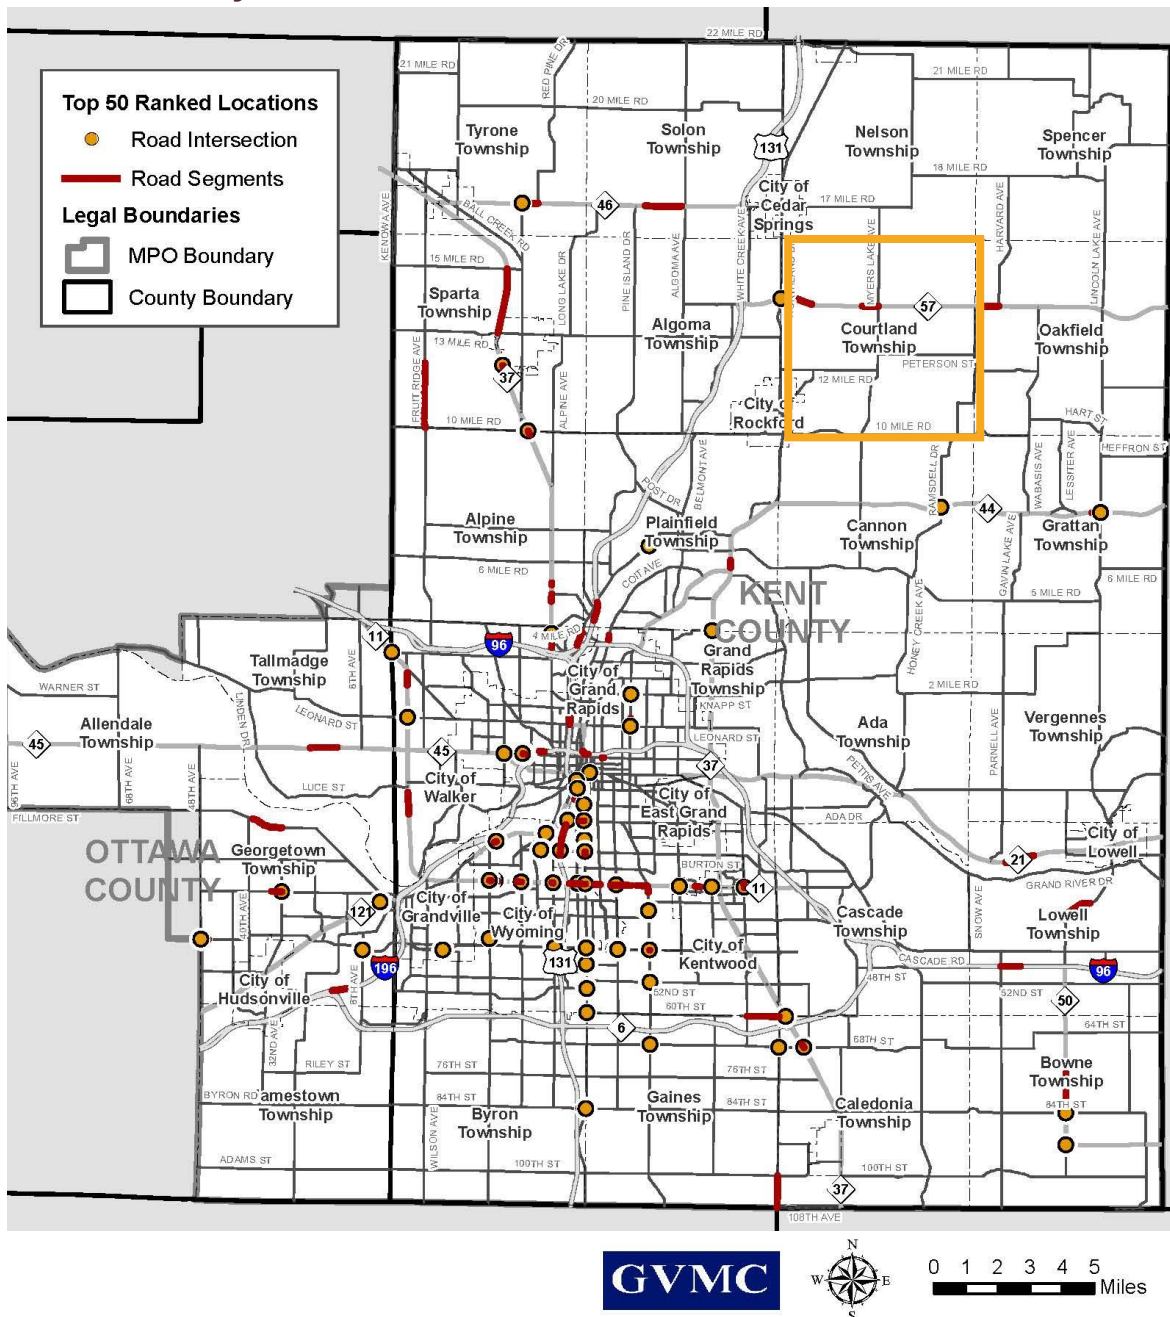 22 MILE RD
21 MILE RD
RED PINE DR
21 MILE RD
20 MILE RD
Top 50 Ranked Locations
Road Intersection
Road Segments
Legal Boundaries
MPO Boundary
County Boundary
Tyrone
Township
Solon
Township
131
Nelson
Township
Spencer
Township
18 MILE RD
City of
Cedar
Springs
17 MILE RD
46
KENOWA AVE
BALL CREEK RD
15 MILE RD
LONG LAKE DR
PINE ISLAND DR
ALGOMA AVE
WHITE CREEK AVE
MYERS LAKE AVE
HARVARD AVE
LINCOLN LAKE AVE
Sparta
Township
57
13 MILE RD
Algoma
Township
Courtland
Township
Oakfield
Township
PETERSON ST
37
12 MILE RD
FRUIT RIDGE AVE
ALPINE AVE
10 MILE RD
City of
Rockford
10 MILE RD
HART ST
HEFFRON ST
BELMONT AVE
RAMSDELL DR
WABASIS AVE
LESSITER AVE
POST DR
44
Alpine
Township
Plainfield
Township
Cannon
Township
Grattan
Township
GAVIN LAKE AVE
6 MILE RD
COIT AVE
6 MILE RD
5 MILE RD
KENT
COUNTY
HONEY CREEK AVE
11
96
4 MILE RD
Tallmadge
Township
8TH AVE
City of
Grand
Rapids
Grand
Rapids
Township
KNAPP ST
2 MILE RD
WARNER ST
LINDEN DR
LEONARD ST
Allendale
Township
Ada
Township
Vergennes
Township
PARNELL AVE
45
45
LEONARD ST
37
PETTIS AVE
96TH AVE
68TH AVE
48TH AVE
LUCE ST
City of
Walker
City of
East Grand
Rapids
FILLMORE ST
ADA DR
City of
Lowell
OTTAWA
COUNTY
Georgetown
Township
BURTON ST
21
GRAND RIVER DR
11
40TH AVE
121
City of
Grandville
City of
Wyoming
Cascade
Township
SNOW AVE
Lowell
Township
City of
Kentwood
131
CASCADE RD
196
96
48TH ST
City of
Hudsonville
8TH AVE
52ND ST
52ND ST
50
60TH ST
6
64TH ST
32ND AVE
68TH ST
RILEY ST
76TH ST
76TH ST
Bowne
Township
BYRON RD
amestown
Township
84TH ST
84TH ST
84TH ST
Gaines
Township
Caledonia
Township
Byron
Township
WILSON AVE
ADAMS ST
100TH ST
100TH ST
37
108TH AVE
GVMC
N
W
E
S
0 1 2 3 4 5
Miles